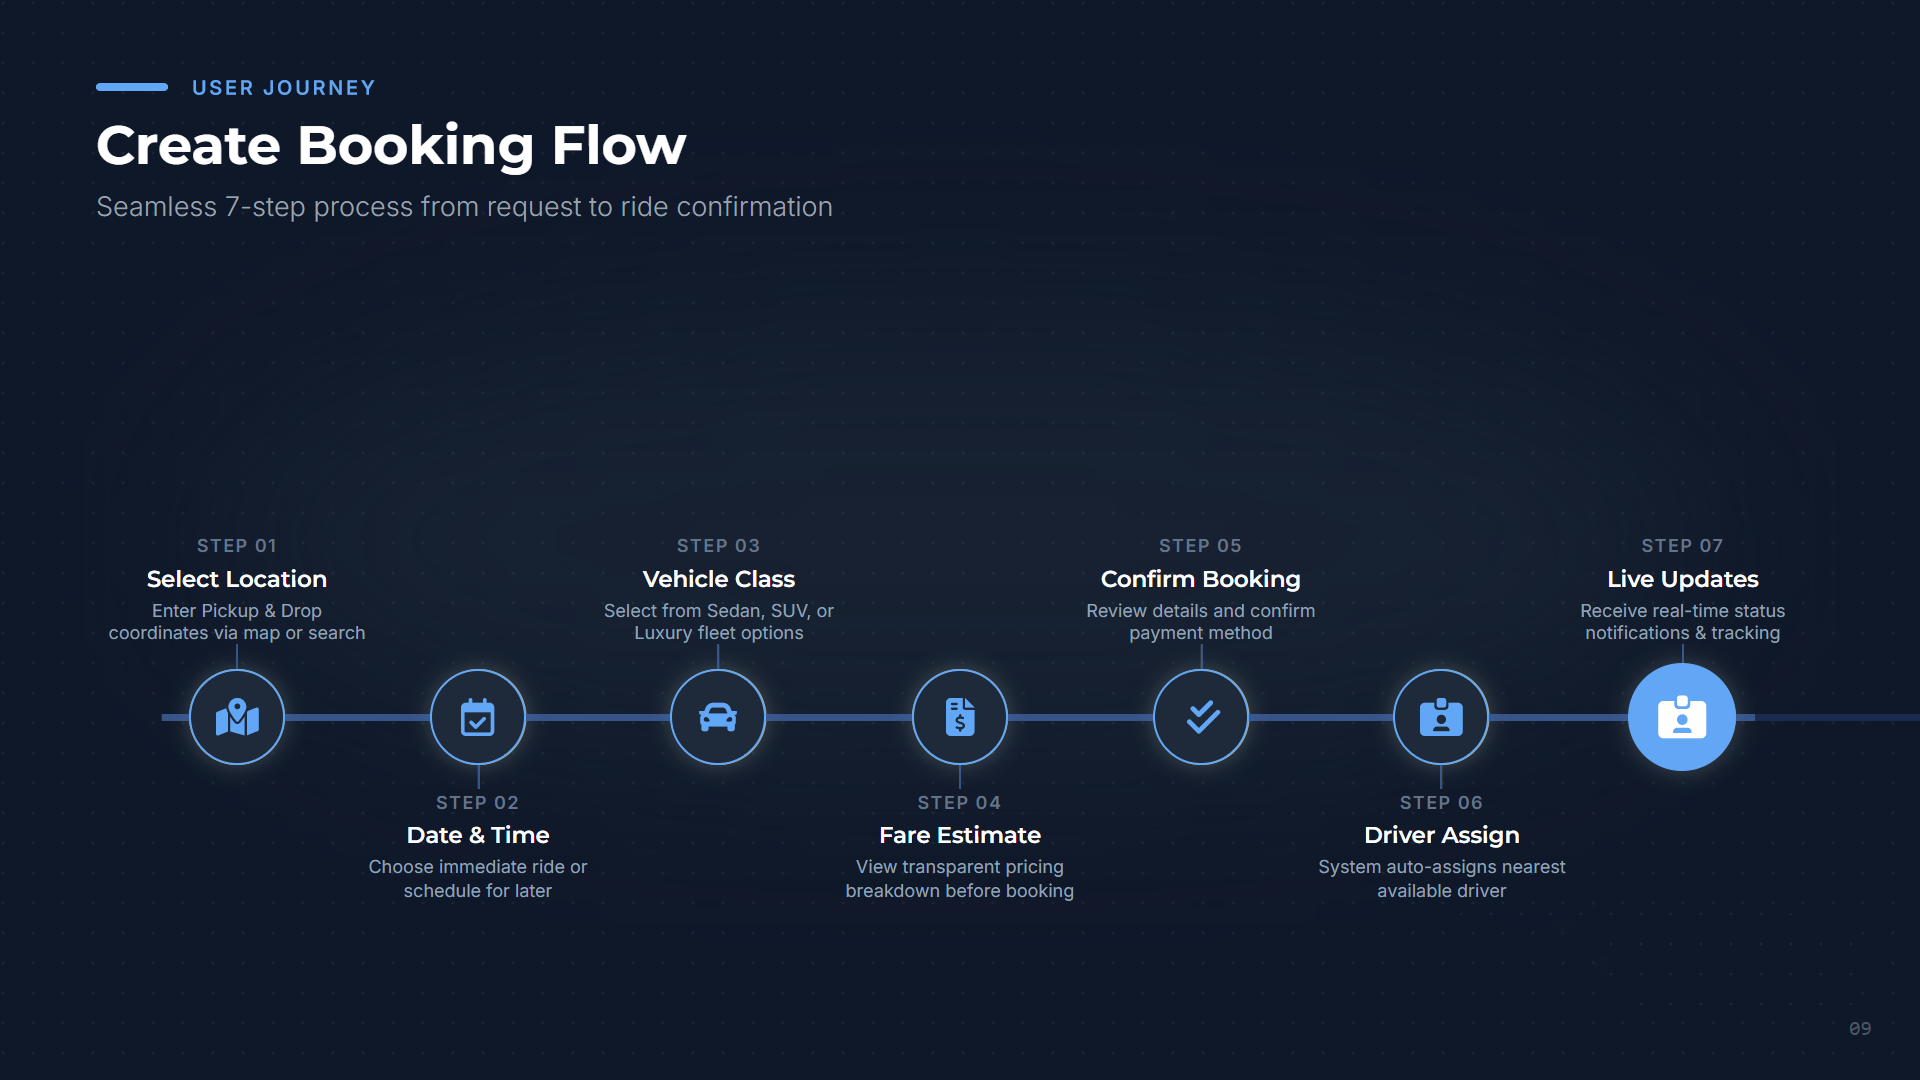 USER JOURNEY
Create Booking Flow
Seamless 7-step process from request to ride confirmation
STEP 01
Select Location
Enter Pickup & Drop
coordinates via map or search
STEP 02
Date & Time
Choose immediate ride or
schedule for later
STEP 03
Vehicle Class
Select from Sedan, SUV, or
Luxury fleet options
STEP 04
Fare Estimate
View transparent pricing
breakdown before booking
STEP 05
Confirm Booking
Review details and confirm
payment method
STEP 06
Driver Assign
System auto-assigns nearest
available driver
STEP 07
Live Updates
Receive real-time status
notifications & tracking
09